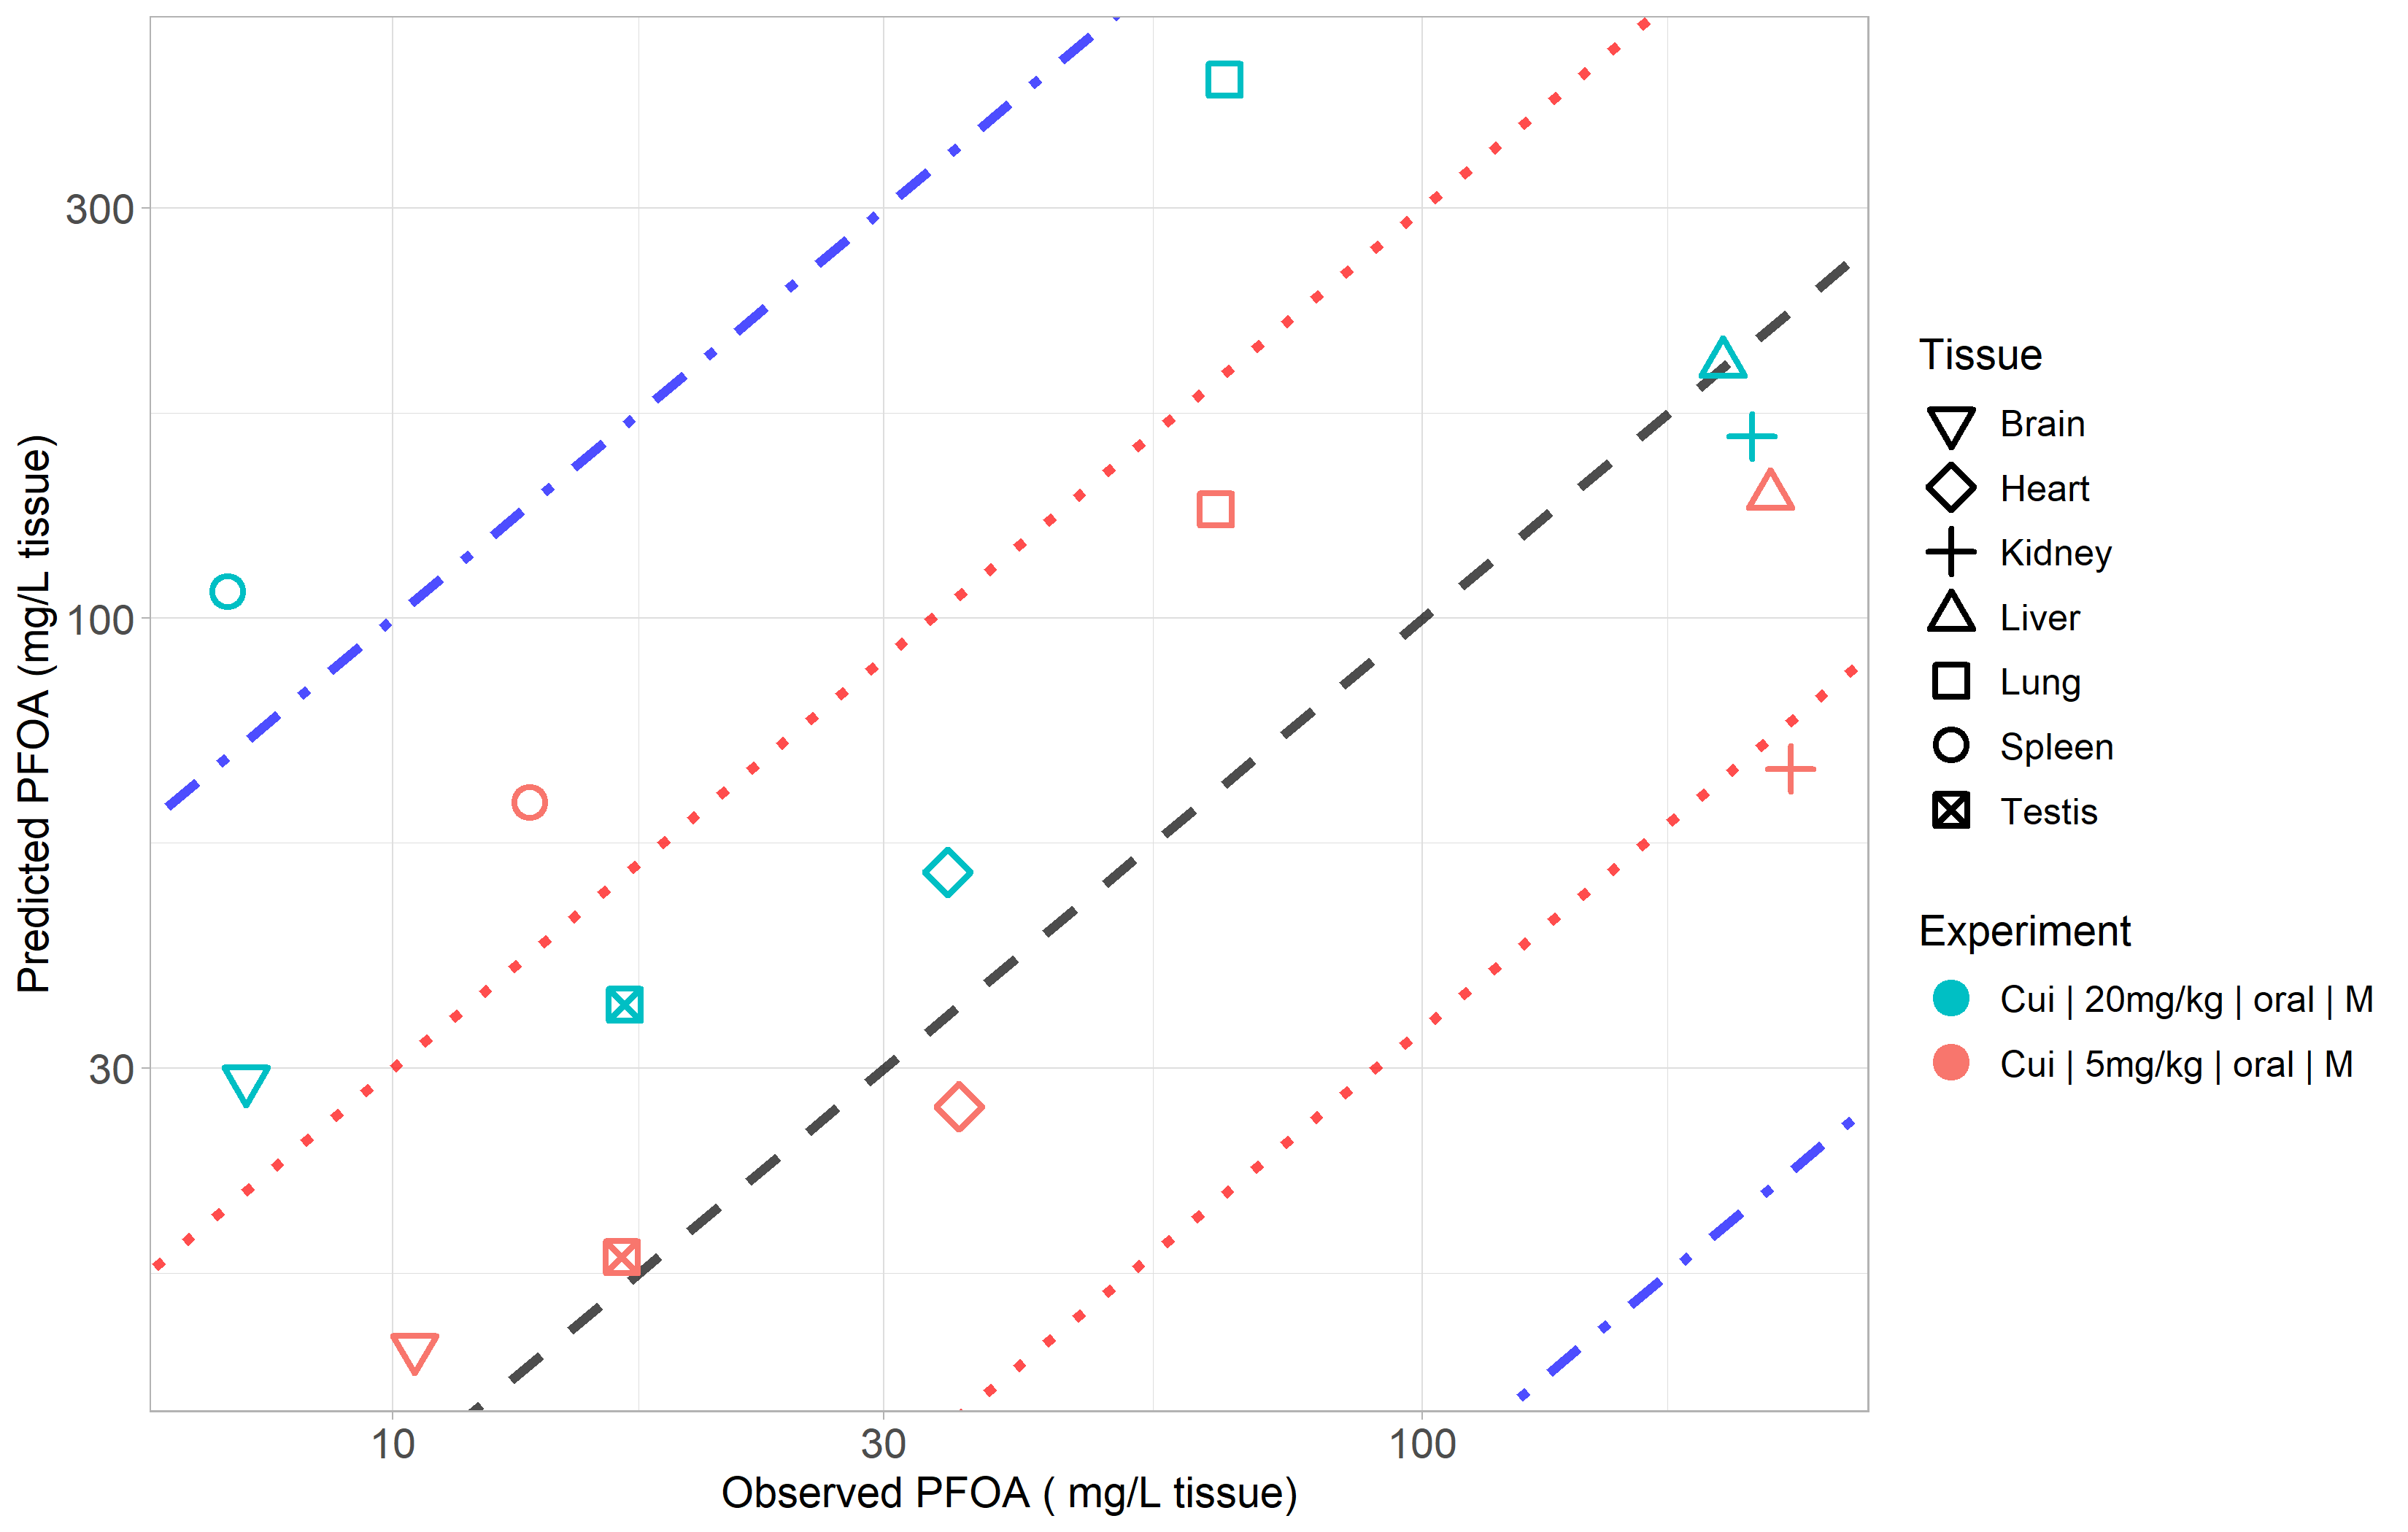 Predicted PFOA (mg/L tissue)
300
100
30
10
30
100
Observed PFOA ( mg/L tissue)
Tissue
Brain
Heart
Kidney
Liver
Lung
Spleen
Testis
Experiment
Cui | 20mg/kg | oral | M
Cui | 5mg/kg | oral | M